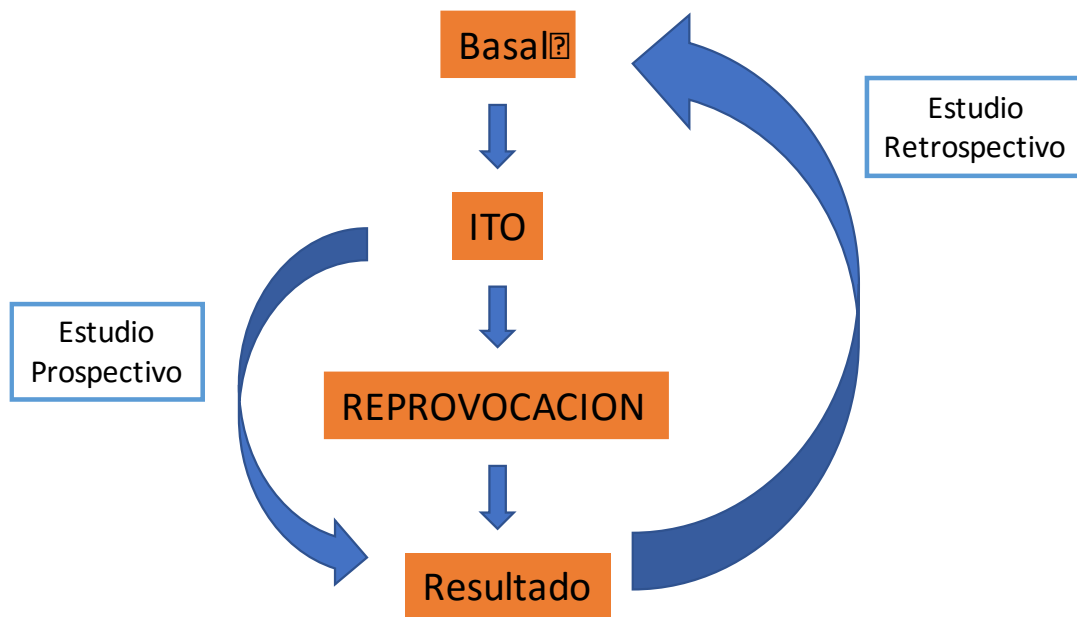 Basal
Estudio
Retrospectivo
ITO
Estudio
Prospectivo
REPROVOCACION
Resultado